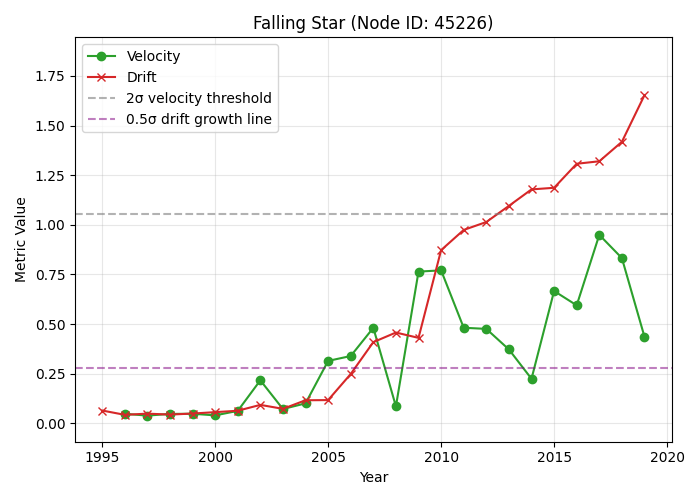 Falling Star (Node ID: 45226)
Velocity
Drift
2σ velocity threshold
0.5σ drift growth line
Metric Value
1.75
1.50
1.25
1.00
0.75
0.50
0.25
0.00
1995
2000
2005
2010
2015
2020
Year